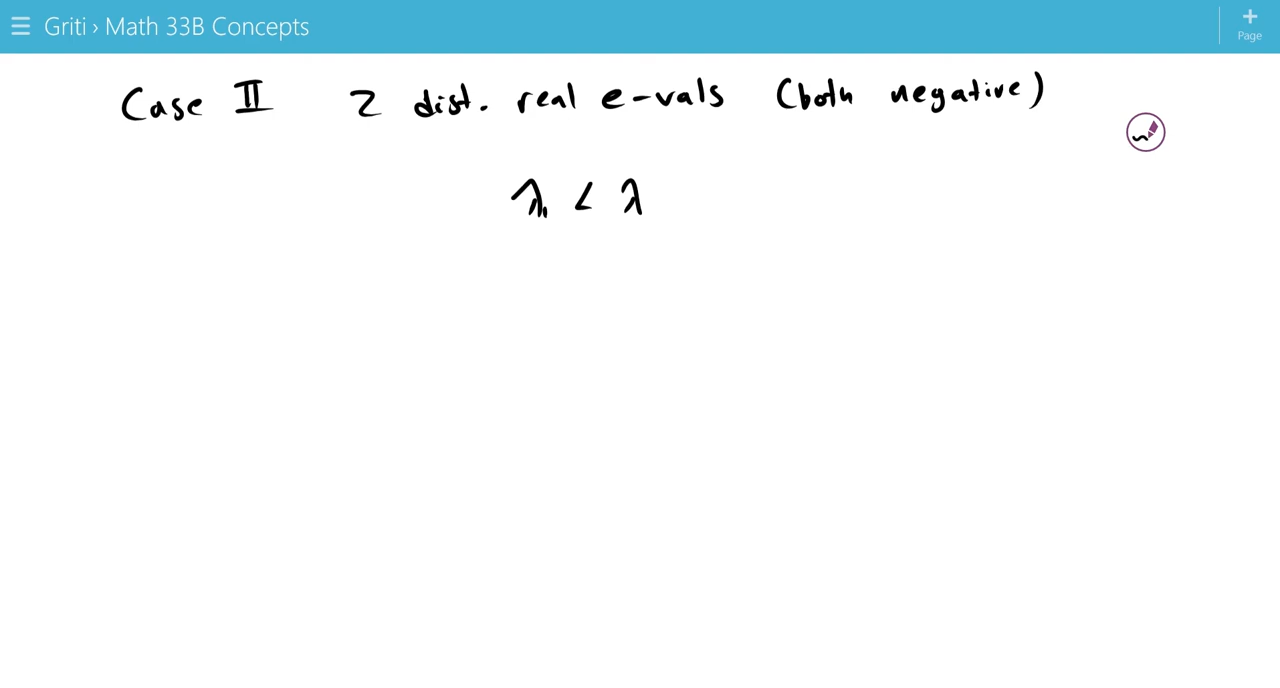 Griti › Math 33B Concepts
Page
Case II 2 dist. real e-vals (both negative)
λ₁ < λ